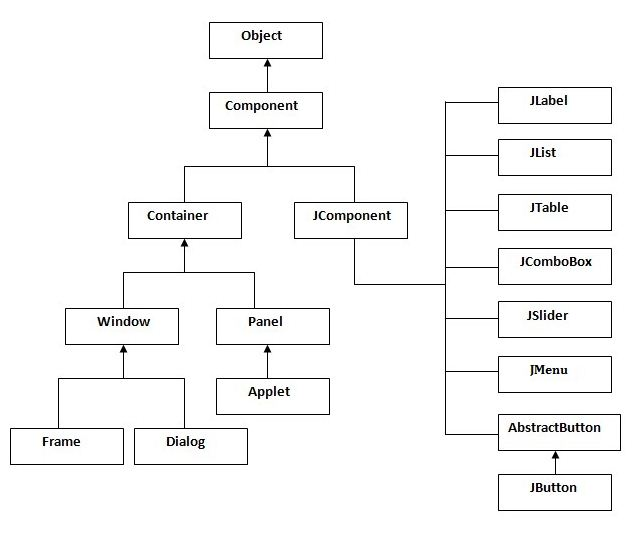 Object
Component
Container
JComponent
Window
Panel
Applet
Frame
Dialog
JLabel
JList
JTable
JComboBox
JSlider
JMenu
AbstractButton
JButton